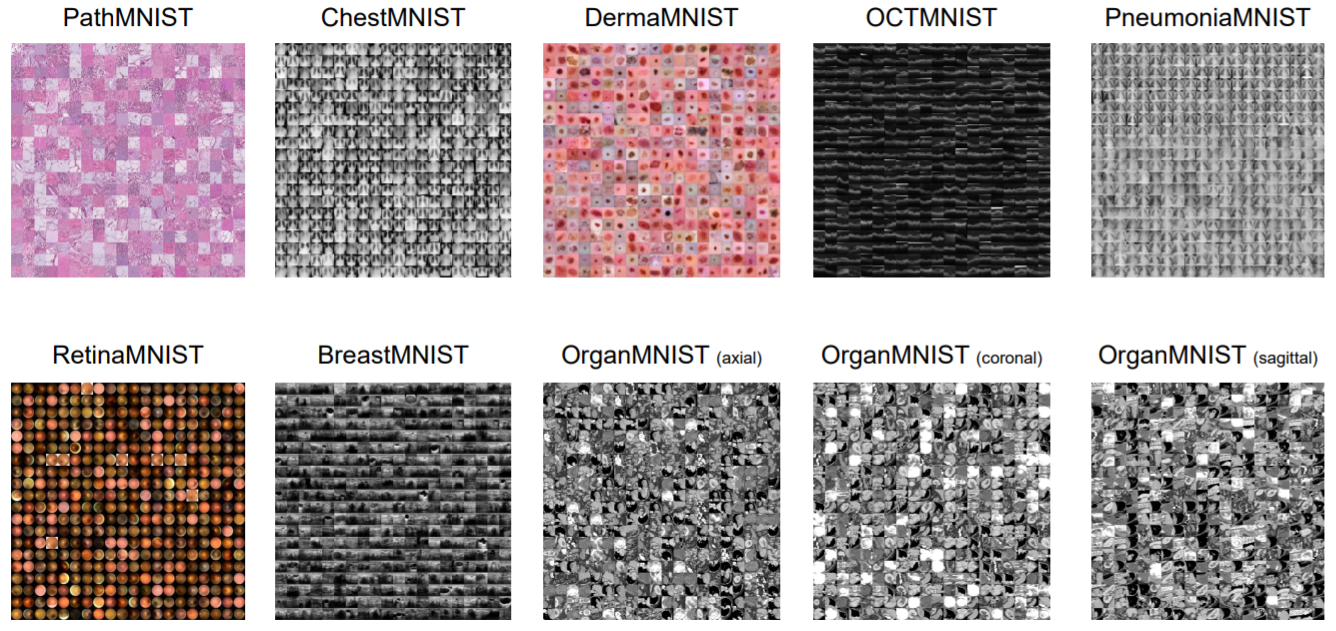 PathMNIST
ChestMNIST
DermaMNIST
OCTMNIST
PneumoniaMNIST
RetinaMNIST
BreastMNIST
OrganMNIST (axial)
OrganMNIST (coronal)
OrganMNIST (sagittal)